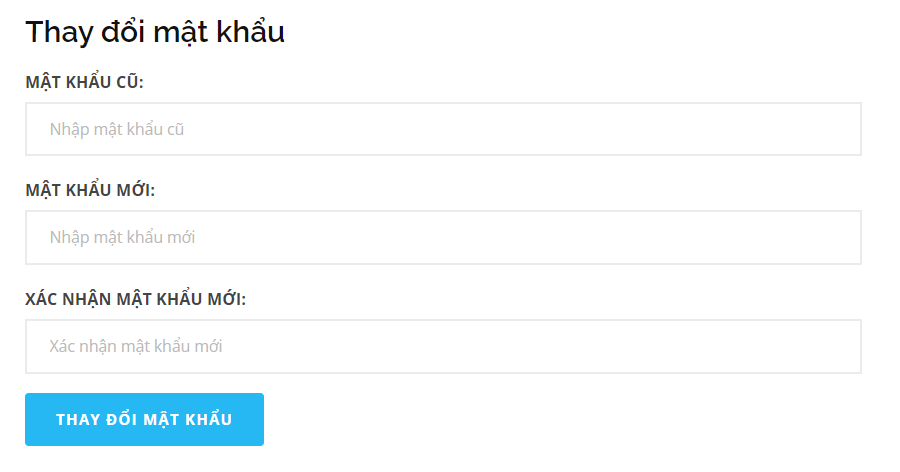 Thay đổi mật khẩu
MẬT KHẨU CŨ:
Nhập mật khẩu cũ
MẬT KHẨU MỚI:
Nhập mật khẩu mới
XÁC NHẬN MẬT KHẨU MỚI:
Xác nhận mật khẩu mới
THAY ĐỔI MẬT KHẨU